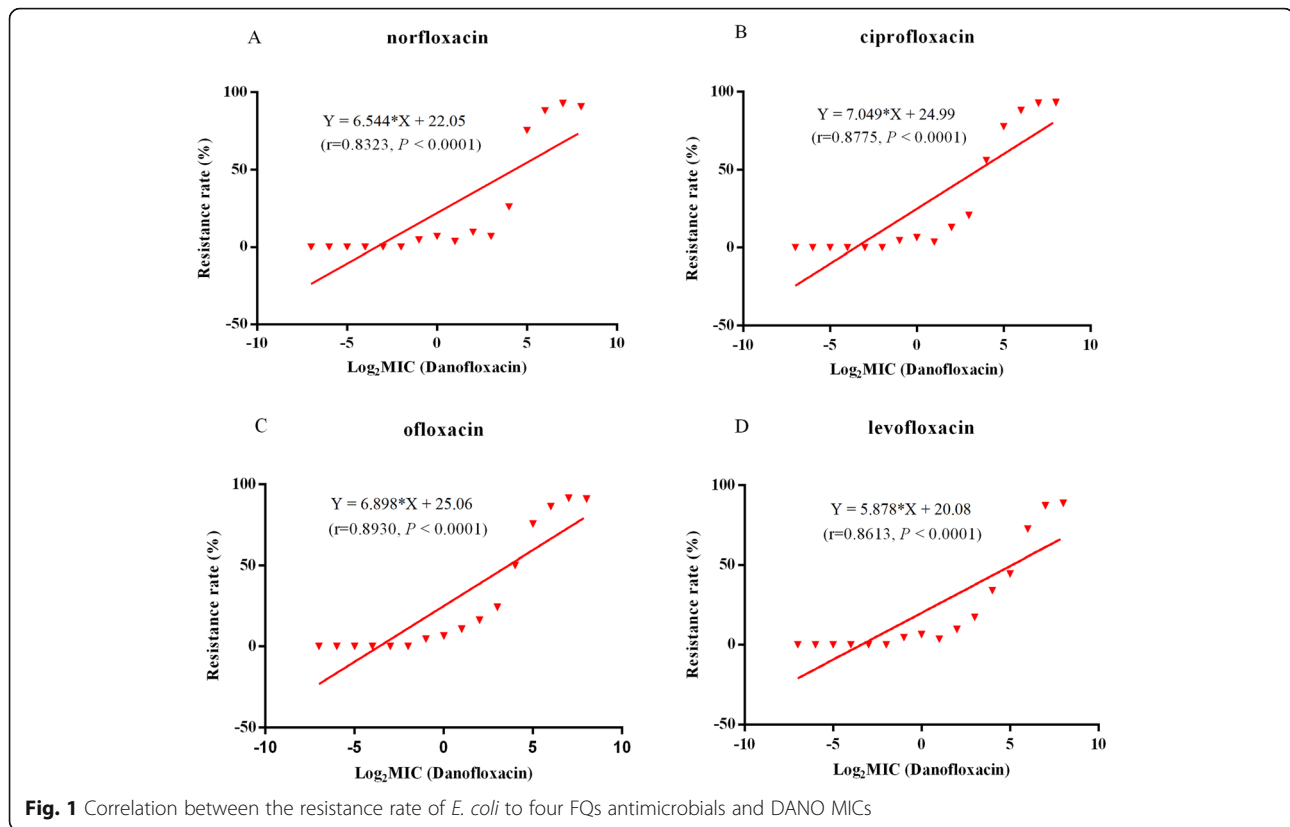 A
norfloxacin
Resistance rate (%)
100
50
0
-50
Y = 6.544*X + 22.05
(r=0.8323, P < 0.0001)
-10
-5
0
5
10
Log₂MIC (Danofloxacin)
B
ciprofloxacin
Resistance rate (%)
100
50
0
-50
Y = 7.049*X + 24.99
(r=0.8775, P < 0.0001)
-10
-5
0
5
10
Log₂MIC (Danofloxacin)
C
ofloxacin
Resistance rate (%)
100
50
0
-50
Y = 6.898*X + 25.06
(r=0.8930, P < 0.0001)
-10
-5
0
5
10
Log₂MIC (Danofloxacin)
D
levofloxacin
Resistance rate (%)
100
50
0
-50
Y = 5.878*X + 20.08
(r=0.8613, P < 0.0001)
-10
-5
0
5
10
Log₂MIC (Danofloxacin)
Fig. 1 Correlation between the resistance rate of E. coli to four FQs antimicrobials and DANO MICs